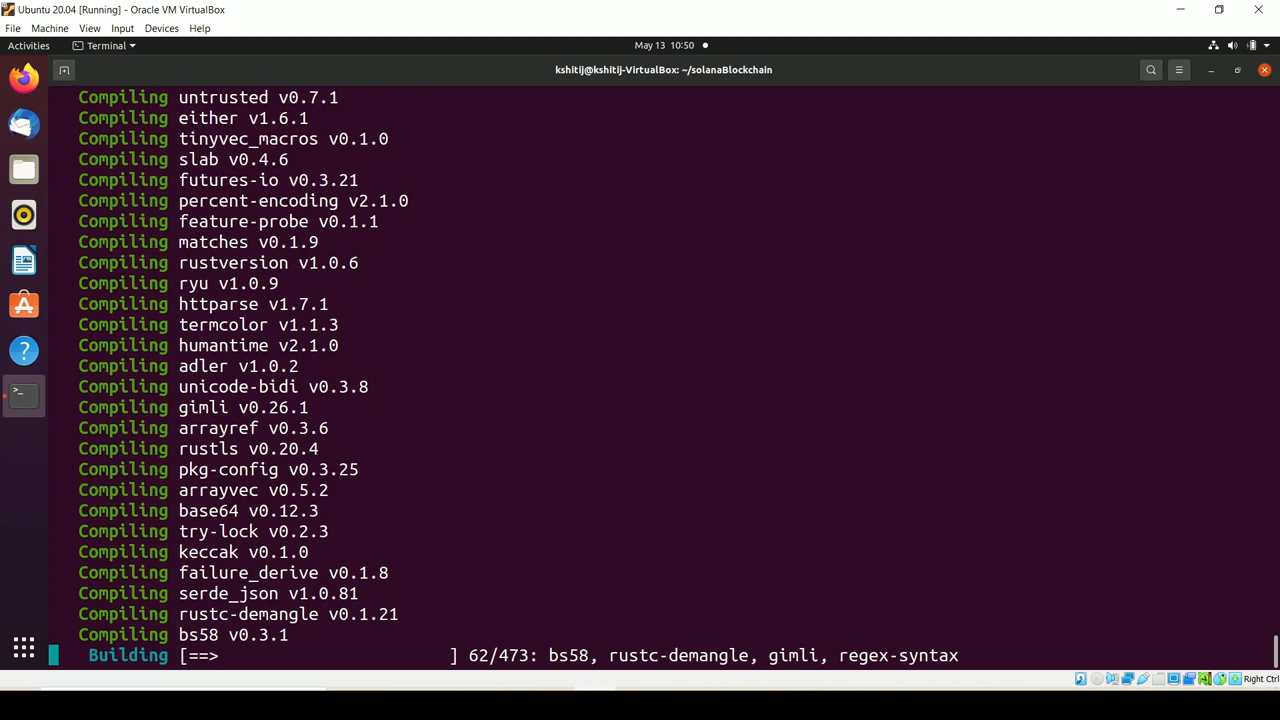 Ubuntu 20.04 [Running] - Oracle VM VirtualBox
File Machine View Input Devices Help
Activities Terminal May 13 10:50
kshitij@kshitij-VirtualBox: ~/solanaBlockchain
Compiling untrusted v0.7.1
Compiling either v1.6.1
Compiling tinyvec_macros v0.1.0
Compiling slab v0.4.6
Compiling futures-io v0.3.21
Compiling percent-encoding v2.1.0
Compiling feature-probe v0.1.1
Compiling matches v0.1.9
Compiling rustversion v1.0.6
Compiling ryu v1.0.9
Compiling httparse v1.7.1
Compiling termcolor v1.1.3
Compiling humantime v2.1.0
Compiling adler v1.0.2
Compiling unicode-bidi v0.3.8
Compiling gimli v0.26.1
Compiling arrayref v0.3.6
Compiling rustls v0.20.4
Compiling pkg-config v0.3.25
Compiling arrayvec v0.5.2
Compiling base64 v0.12.3
Compiling try-lock v0.2.3
Compiling keccak v0.1.0
Compiling failure_derive v0.1.8
Compiling serde_json v1.0.81
Compiling rustc-demangle v0.1.21
Compiling bs58 v0.3.1
Building [==> ] 62/473: bs58, rustc-demangle, gimli, regex-syntax
Right Ctrl